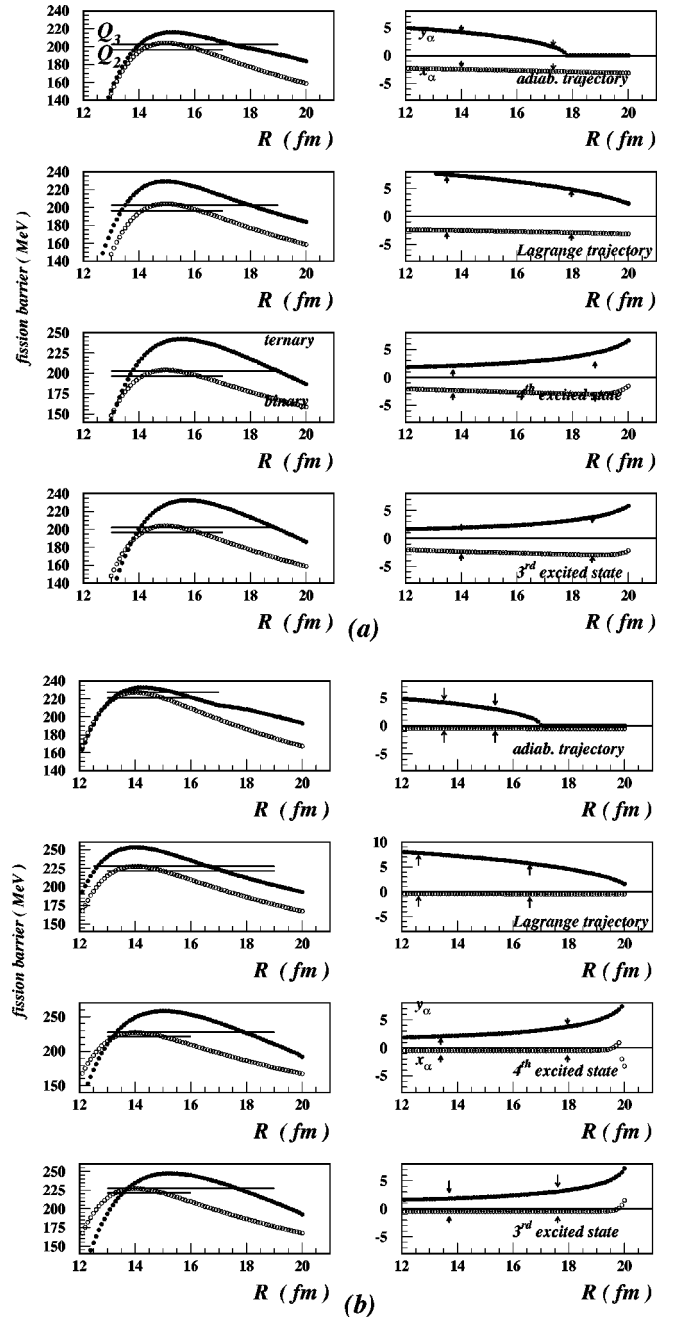 240
220
200
180
160
140
Q3
Q2
12 14 16 18 20
R ( fm )
5
0
-5
yα
xα
adiab. trajectory
12 14 16 18 20
R ( fm )
240
220
200
180
160
140
12 14 16 18 20
R ( fm )
5
0
-5
Lagrange trajectory
12 14 16 18 20
R ( fm )
fission barrier ( MeV )
250
225
200
175
150
ternary
binary
12 14 16 18 20
R ( fm )
5
0
-5
4th excited state
12 14 16 18 20
R ( fm )
240
220
200
180
160
140
12 14 16 18 20
R ( fm )
5
0
-5
3rd excited state
12 14 16 18 20
R ( fm )
(a)
240
220
200
180
160
140
12 14 16 18 20
R ( fm )
5
0
-5
adiab. trajectory
12 14 16 18 20
R ( fm )
250
225
200
175
150
12 14 16 18 20
R ( fm )
10
5
0
-5
Lagrange trajectory
12 14 16 18 20
R ( fm )
fission barrier ( MeV )
250
200
150
12 14 16 18 20
R ( fm )
5
0
-5
yα
xα
4th excited state
12 14 16 18 20
R ( fm )
250
225
200
175
150
12 14 16 18 20
R ( fm )
5
0
-5
3rd excited state
12 14 16 18 20
R ( fm )
(b)